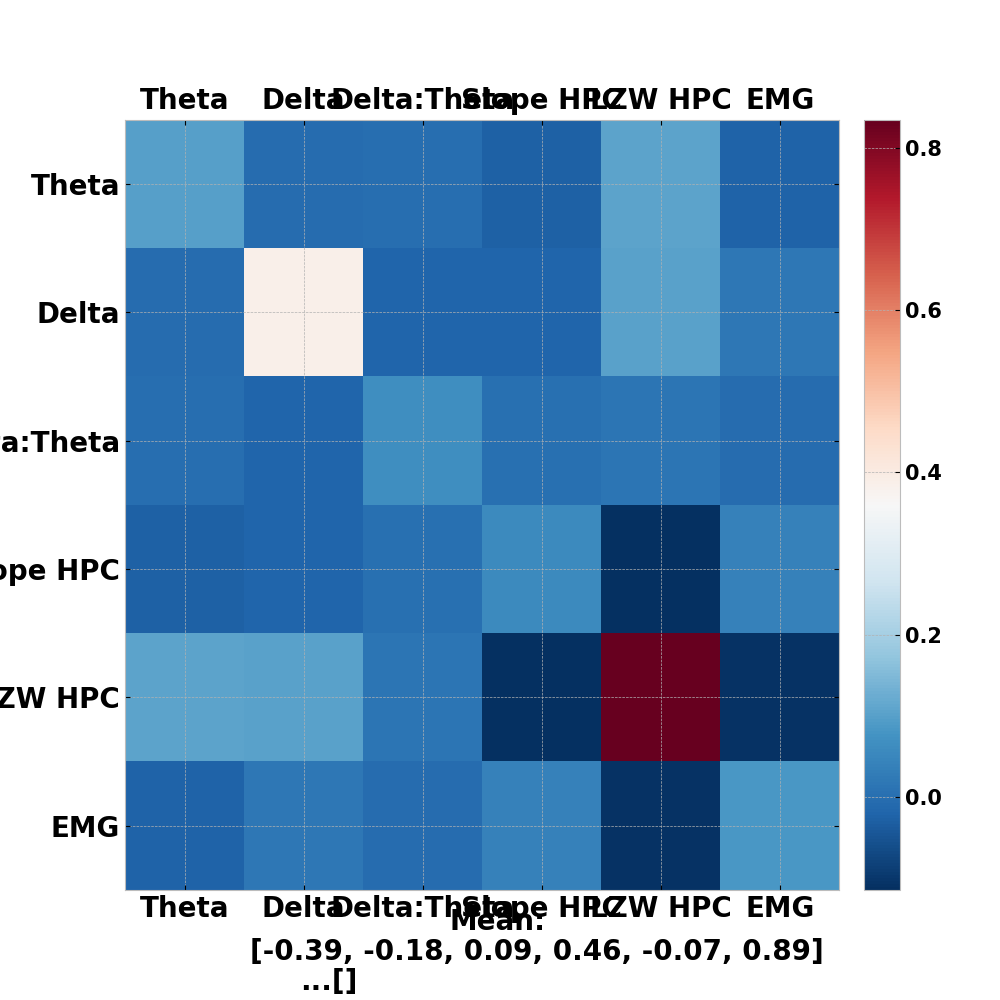 Theta Delta Delta:Theta Slope HPC LZW HPC EMG
0.8
Theta
0.6
Delta
a:Theta
0.4
ope HPC
0.2
ZW HPC
0.0
EMG
Theta Delta Delta:Theta Slope HPC LZW HPC EMG
Mean:
[-0.39, -0.18, 0.09, 0.46, -0.07, 0.89]
...[]